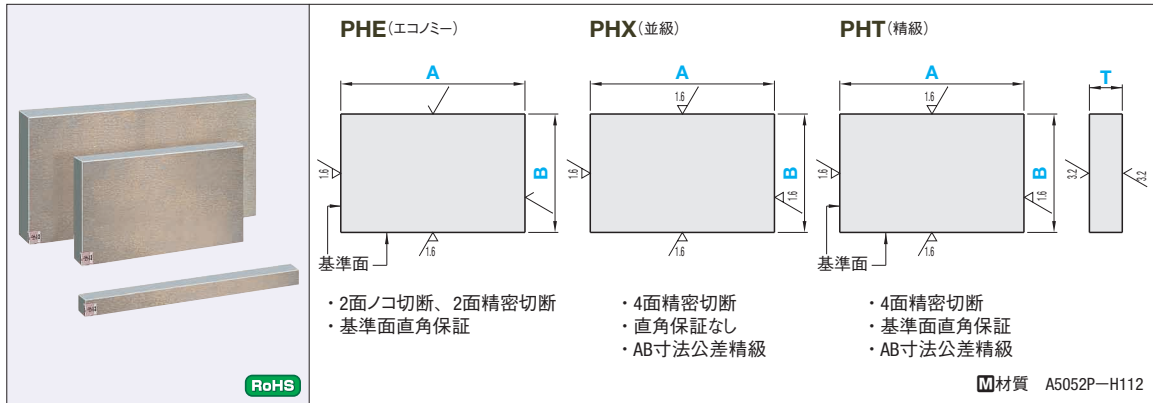 PHE(エコノミー)
A
1.6
B
基準面
1.6
・2面ノコ切断、2面精密切断
・基準面直角保証
PHX(並級)
A
1.6
1.6
B
1.6
1.6
・4面精密切断
・直角保証なし
・AB寸法公差精級
PHT(精級)
A
1.6
1.6
B
1.6
基準面
1.6
T
3.2
3.2
・4面精密切断
・基準面直角保証
・AB寸法公差精級
RoHS
M材質 A5052P−H112